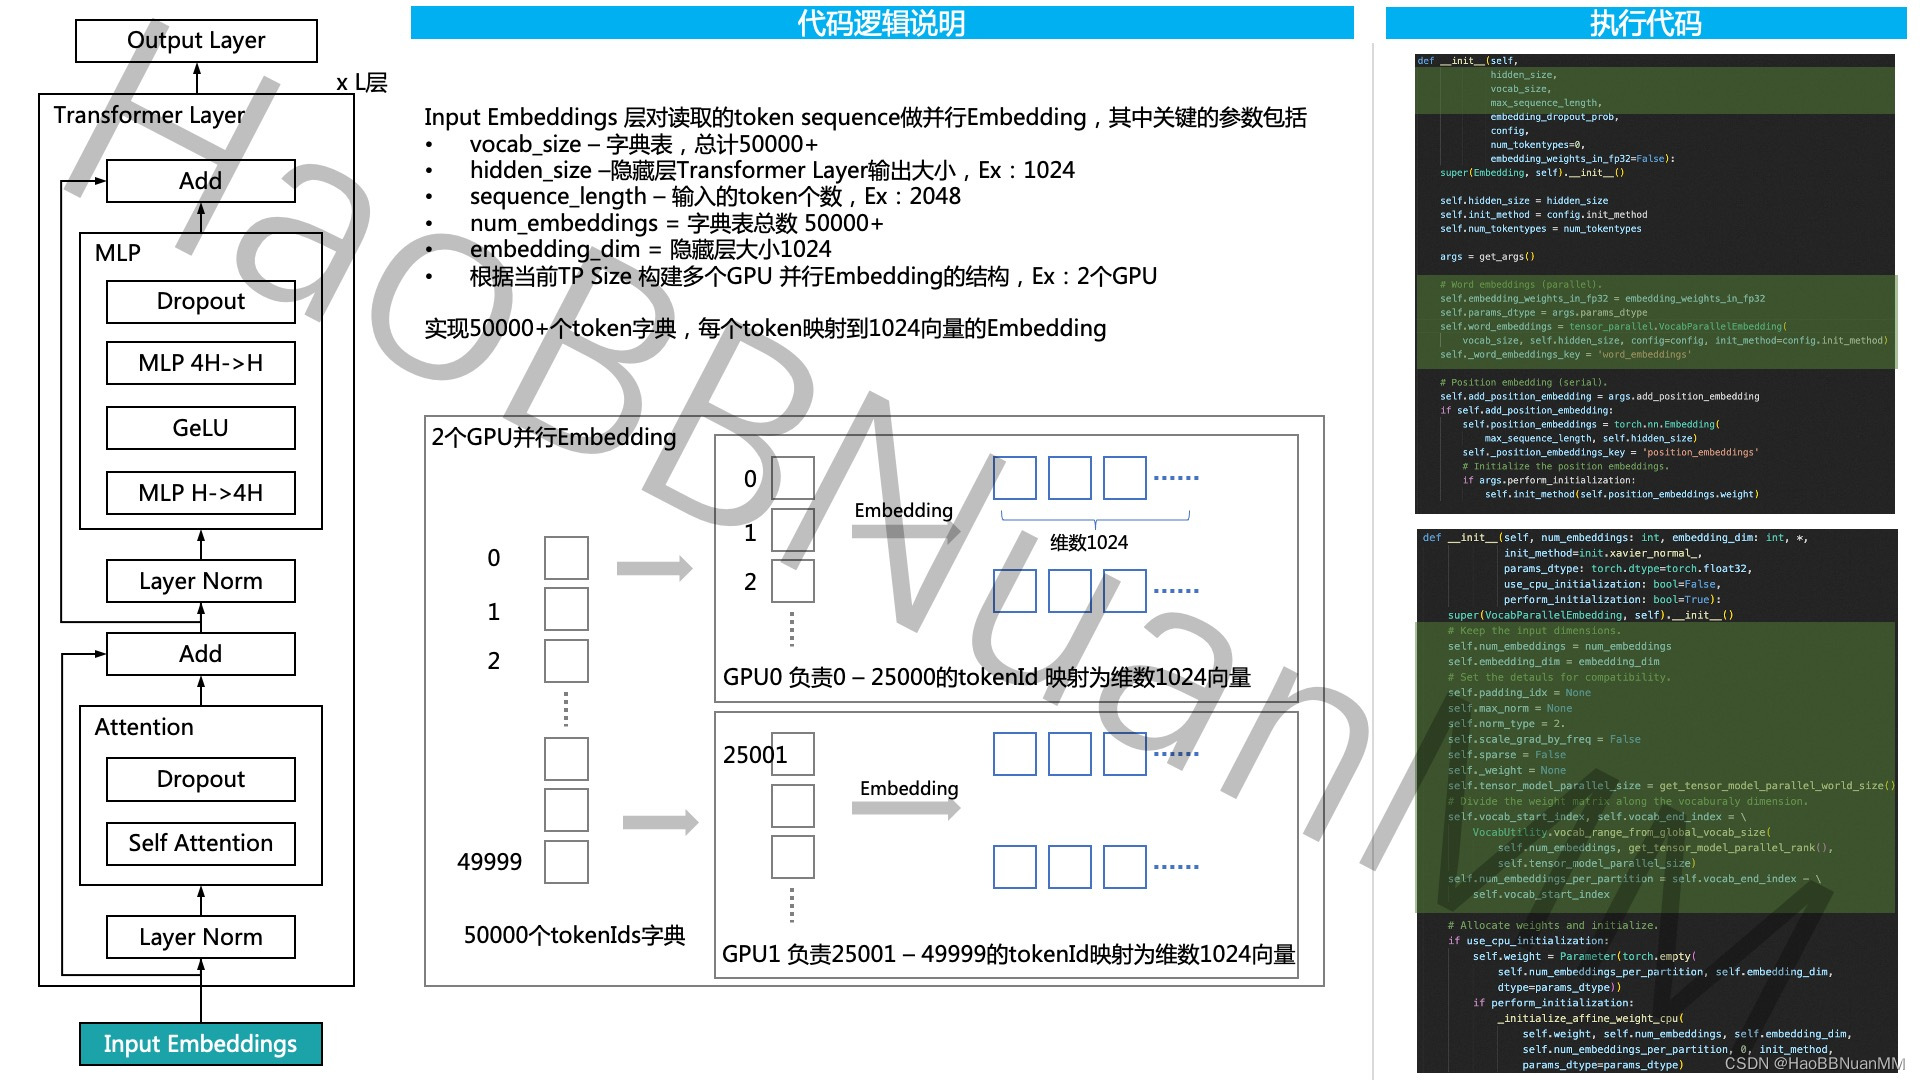 Output Layer
x L层
Transformer Layer
Add
MLP
Dropout
MLP 4H->H
GeLU
MLP H->4H
Layer Norm
Add
Attention
Dropout
Self Attention
Layer Norm
Input Embeddings
代码逻辑说明
Input Embeddings 层对读取的token sequence做并行Embedding，其中关键的参数包括
• vocab_size – 字典表，总计50000+
• hidden_size –隐藏层Transformer Layer输出大小，Ex：1024
• sequence_length – 输入的token个数，Ex：2048
• num_embeddings = 字典表总数 50000+
• embedding_dim = 隐藏层大小1024
• 根据当前TP Size 构建多个GPU 并行Embedding的结构，Ex：2个GPU
实现50000+个token字典，每个token映射到1024向量的Embedding
2个GPU并行Embedding
0
1
2
49999
50000个tokenIds字典
0
1
2
Embedding
维数1024
GPU0 负责0 – 25000的tokenId 映射为维数1024向量
25001
Embedding
GPU1 负责25001 – 49999的tokenId映射为维数1024向量
执行代码
def __init__(self,
hidden_size,
vocab_size,
max_sequence_length,
embedding_dropout_prob,
config,
num_tokentypes=0,
embedding_weights_in_fp32=False):
super(Embedding, self).__init__()
self.hidden_size = hidden_size
self.init_method = config.init_method
self.num_tokentypes = num_tokentypes
args = get_args()
# Word embeddings (parallel).
self.embedding_weights_in_fp32 = embedding_weights_in_fp32
self.params_dtype = args.params_dtype
self.word_embeddings = tensor_parallel.VocabParallelEmbedding(
vocab_size, self.hidden_size, config=config, init_method=config.init_method)
self._word_embeddings_key = 'word_embeddings'
# Position embedding (serial).
self.add_position_embedding = args.add_position_embedding
if self.add_position_embedding:
self.position_embeddings = torch.nn.Embedding(
max_sequence_length, self.hidden_size)
self._position_embeddings_key = 'position_embeddings'
# Initialize the position embeddings.
if args.perform_initialization:
self.init_method(self.position_embeddings.weight)
def __init__(self, num_embeddings: int, embedding_dim: int, *,
init_method=init.xavier_normal_,
params_dtype: torch.dtype=torch.float32,
use_cpu_initialization: bool=False,
perform_initialization: bool=True):
super(VocabParallelEmbedding, self).__init__()
# Keep the input dimensions.
self.num_embeddings = num_embeddings
self.embedding_dim = embedding_dim
# Set the detauls for compatibility.
self.padding_idx = None
self.max_norm = None
self.norm_type = 2.
self.scale_grad_by_freq = False
self.sparse = False
self._weight = None
self.tensor_model_parallel_size = get_tensor_model_parallel_world_size()
# Divide the weight matrix along the vocaburaly dimension.
self.vocab_start_index, self.vocab_end_index = \
VocabUtility.vocab_range_from_global_vocab_size(
self.num_embeddings, get_tensor_model_parallel_rank(),
self.tensor_model_parallel_size)
self.num_embeddings_per_partition = self.vocab_end_index - \
self.vocab_start_index
# Allocate weights and initialize.
if use_cpu_initialization:
self.weight = Parameter(torch.empty(
self.num_embeddings_per_partition, self.embedding_dim,
dtype=params_dtype))
if perform_initialization:
_initialize_affine_weight_cpu(
self.weight, self.num_embeddings, self.embedding_dim,
self.num_embeddings_per_partition, 0, init_method,
params_dtype=params_dtype)
HaoBBNuanMM
CSDN @HaoBBNuanMM